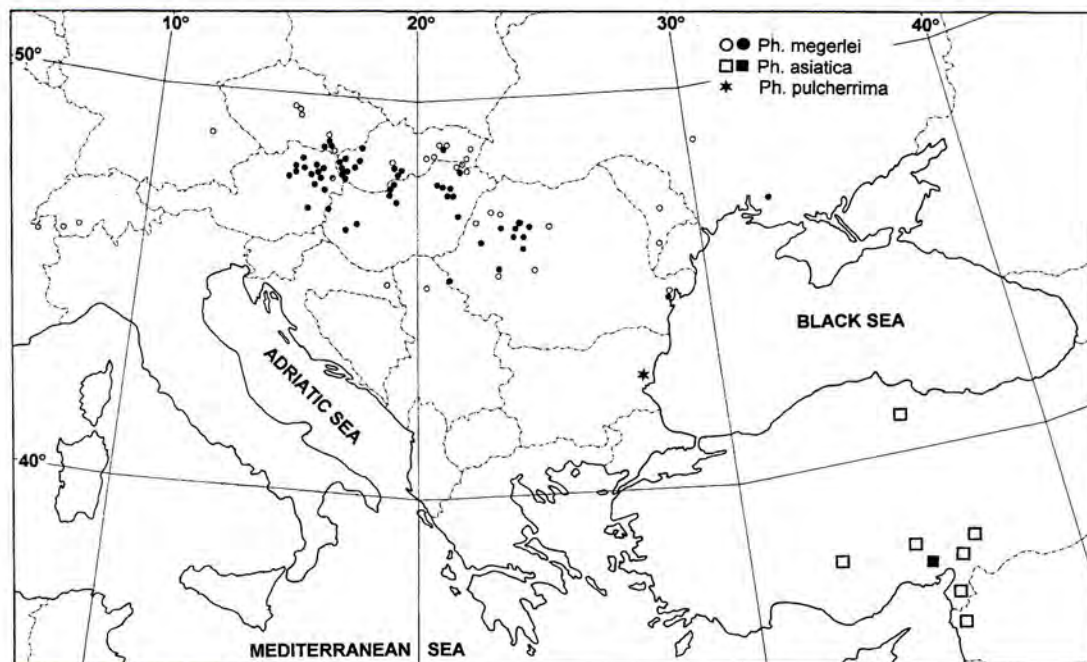 10°
20°
30°
40°
50°
Ph. megerlei
Ph. asiatica
Ph. pulcherrima
BLACK SEA
ADRIATIC SEA
40°
MEDITERRANEAN SEA